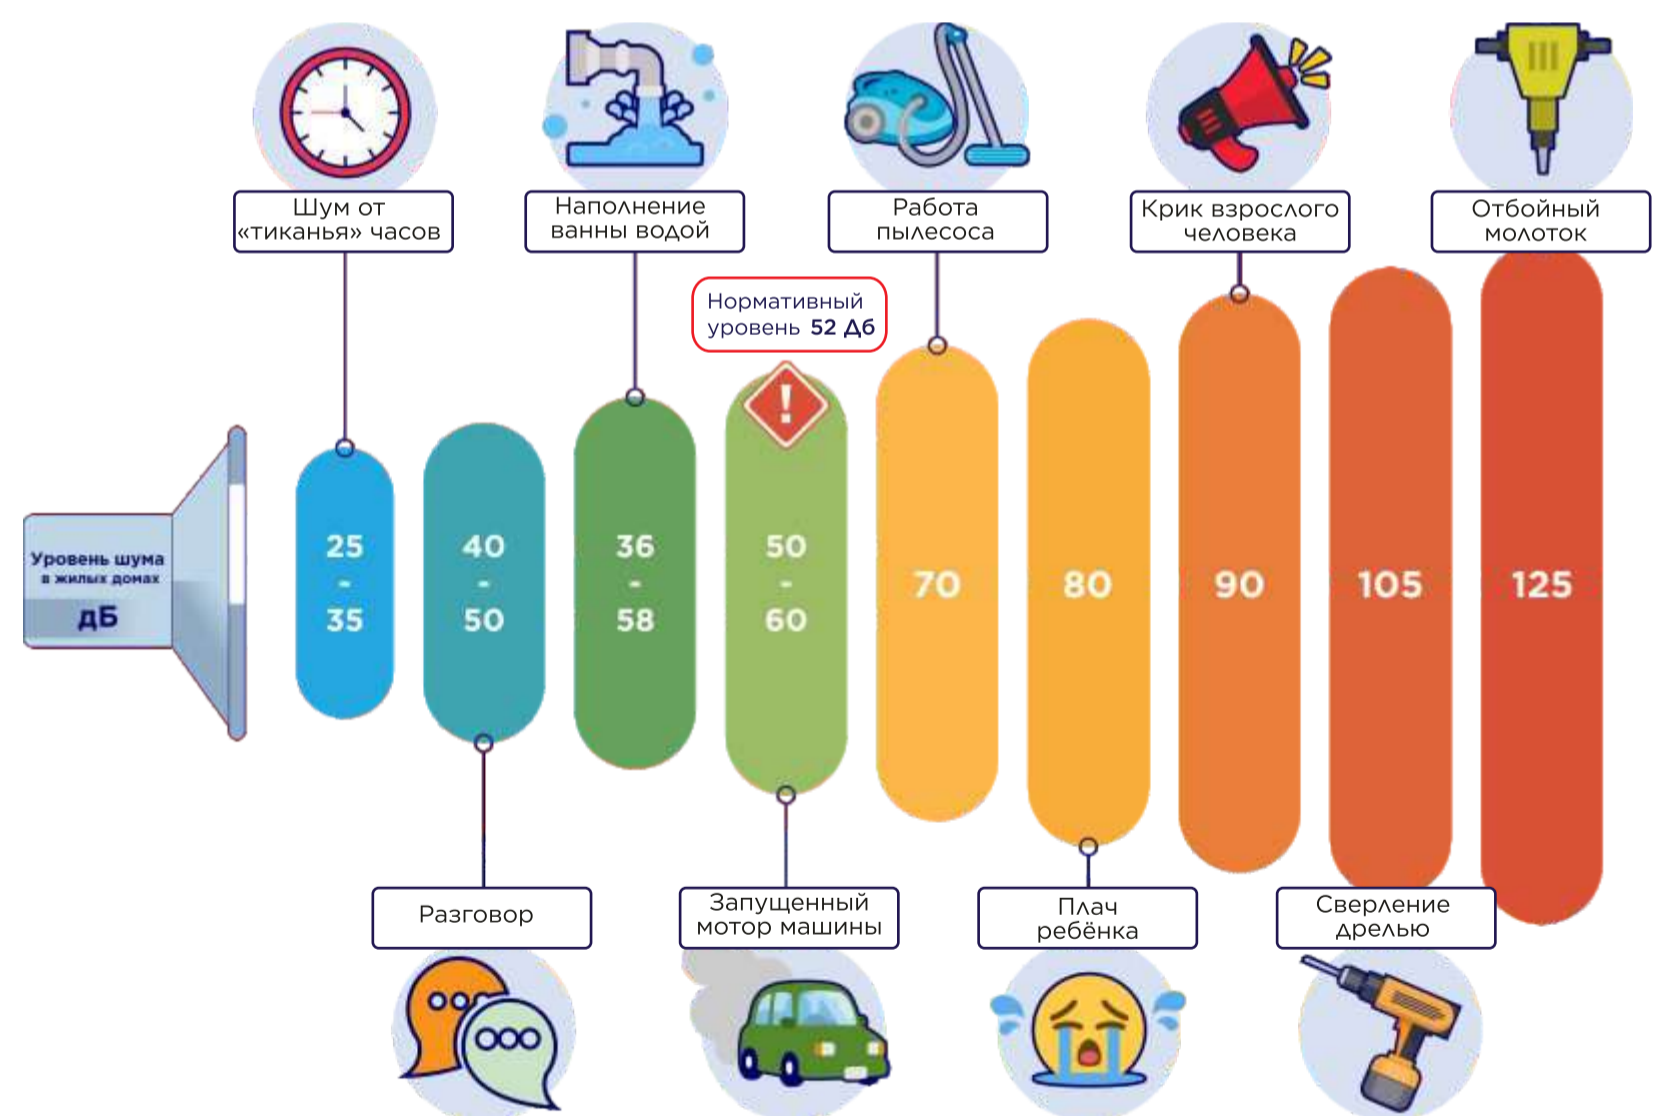 Шум от
«тиканья» часов
Наполнение
ванны водой
Работа
пылесоса
Крик взрослого
человека
Отбойный
молоток
Нормативный
уровень 52 Дб
!
Уровень шума
в жилых домах
дБ
25
-
35
40
-
50
36
-
58
50
-
60
70
80
90
105
125
Разговор
Запущенный
мотор машины
Плач
ребёнка
Сверление
дрелью